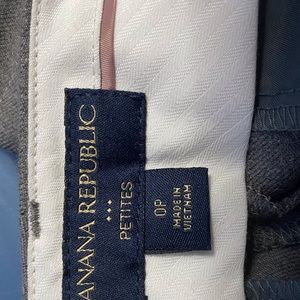 ANANA REPUBLIC
PETITES
0P
MADE IN
VIETNAM